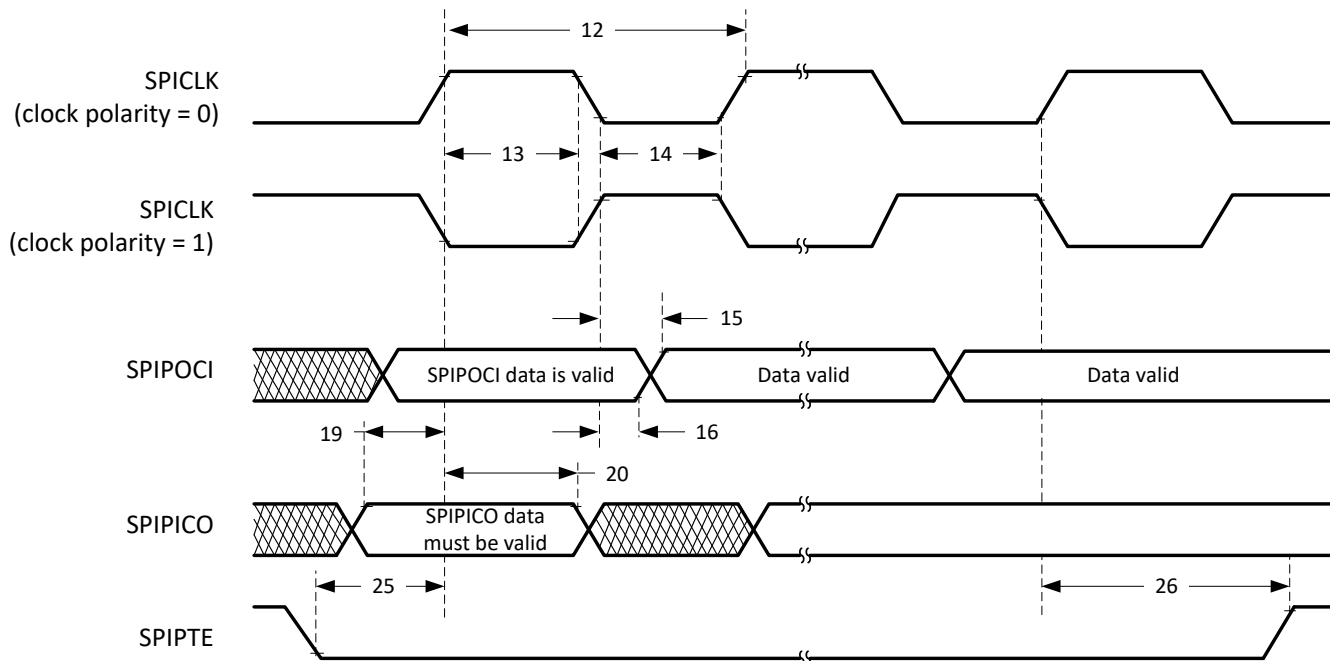 12
SPICLK
(clock polarity = 0)
13
14
SPICLK
(clock polarity = 1)
15
SPIPOCI
SPIPOCI data is valid
Data valid
Data valid
19
16
20
SPIPICO
SPIPICO data
must be valid
25
26
SPIPTE